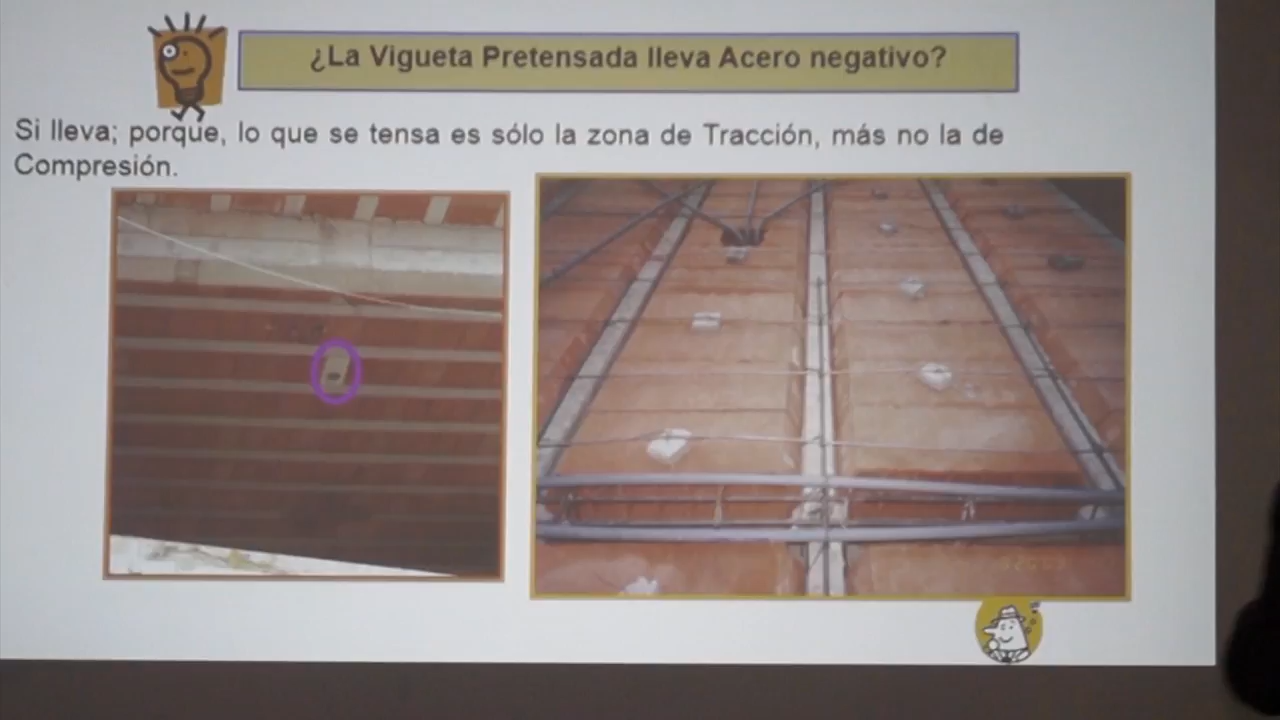 ¿La Vigueta Pretensada lleva Acero negativo?
Si lleva; porque, lo que se tensa es sólo la zona de Tracción, más no la de
Compresión.